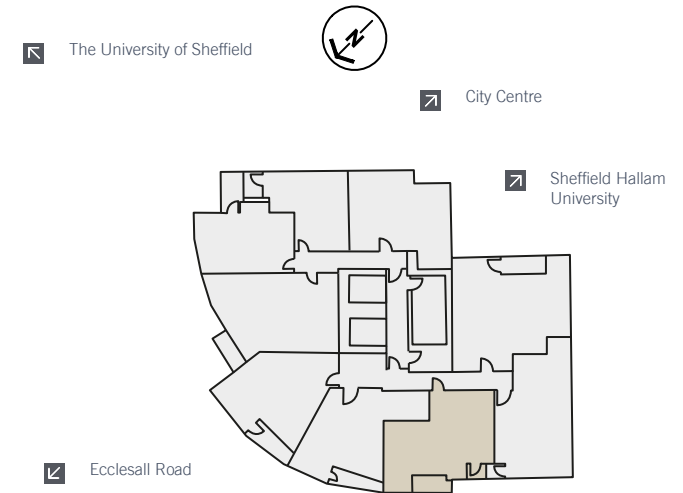 N
The University of Sheffield
City Centre
Sheffield Hallam
University
Ecclesall Road